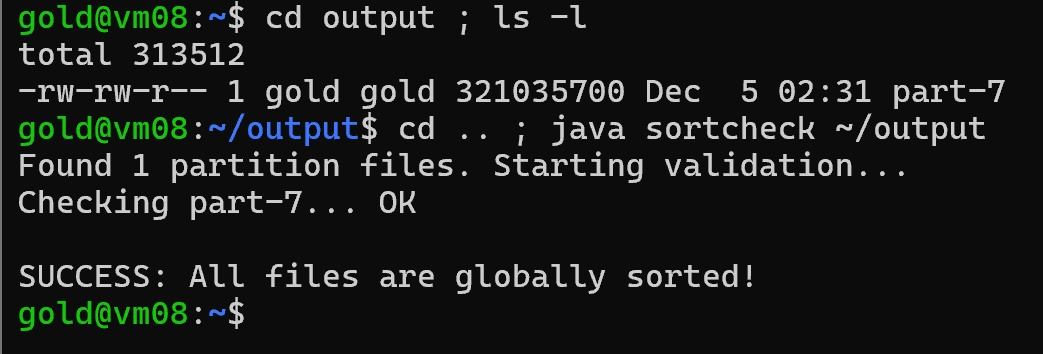 gold@vm08:~$ cd output ; ls -l
total 313512
-rw-rw-r-- 1 gold gold 321035700 Dec  5 02:31 part-7
gold@vm08:~/output$ cd .. ; java sortcheck ~/output
Found 1 partition files. Starting validation...
Checking part-7... OK

SUCCESS: All files are globally sorted!
gold@vm08:~$